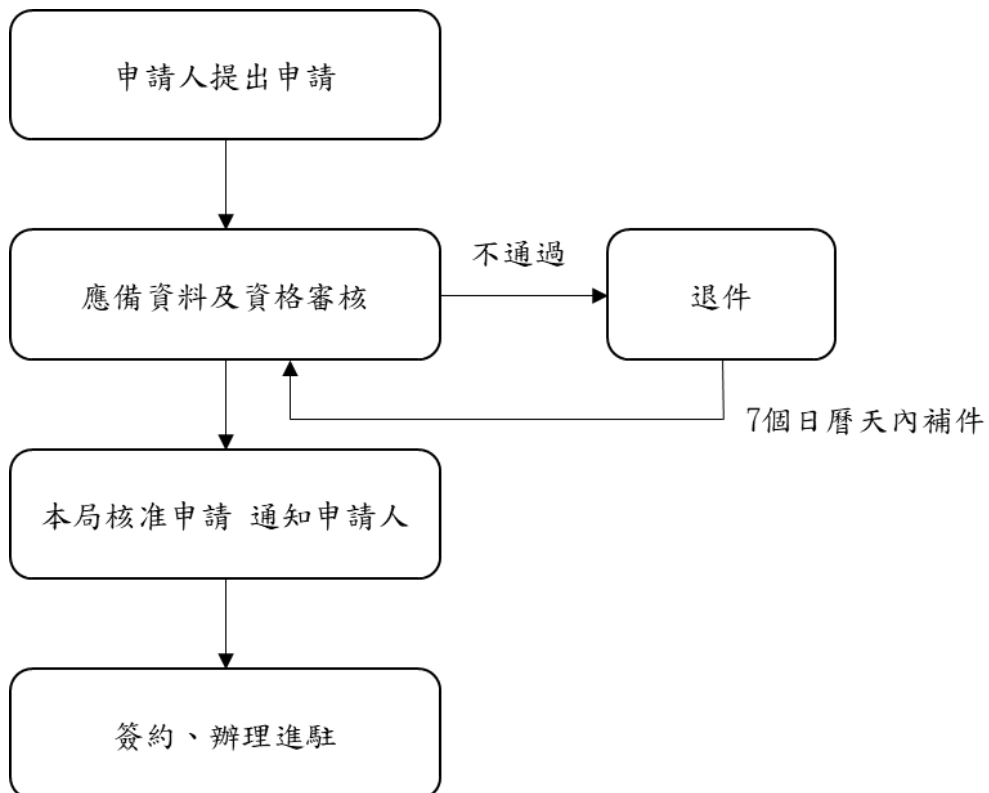 申請人提出申請
不通過
應備資料及資格審核
退件
7個日曆天內補件
本局核准申請 通知申請人
簽約、辦理進駐